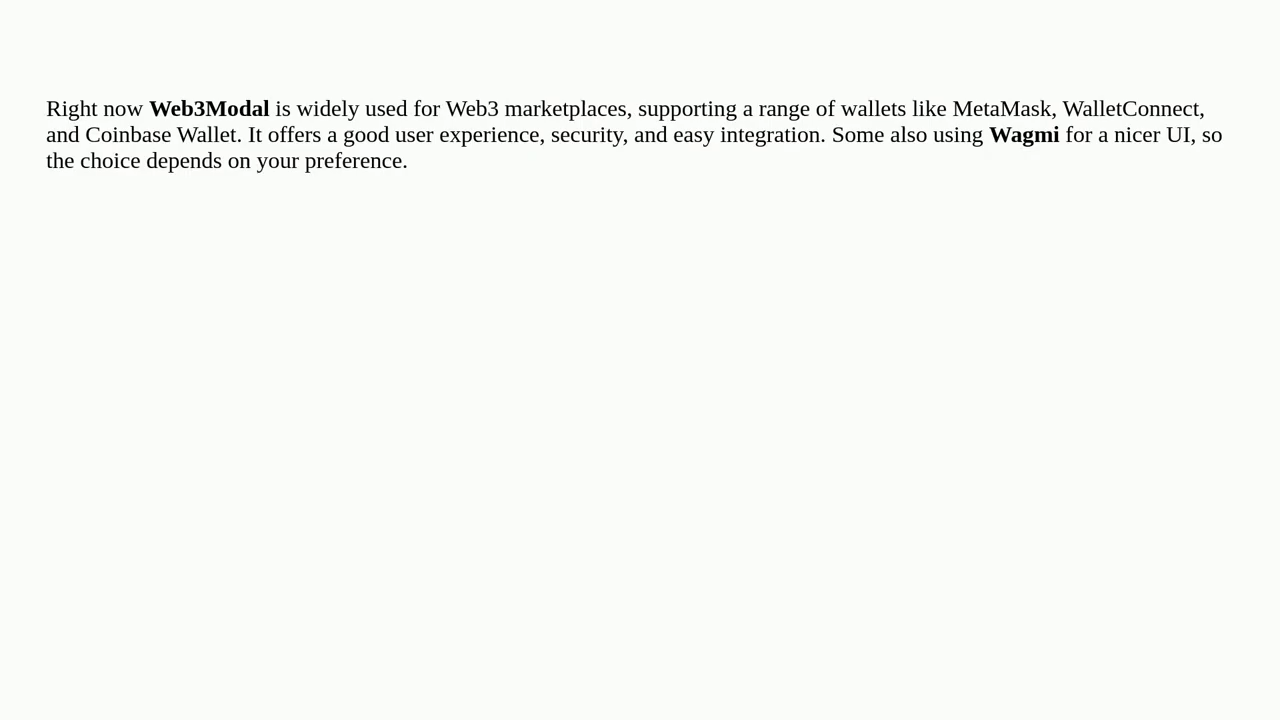 Right now Web3Modal is widely used for Web3 marketplaces, supporting a range of wallets like MetaMask, WalletConnect,
and Coinbase Wallet. It offers a good user experience, security, and easy integration. Some also using Wagmi for a nicer UI, so
the choice depends on your preference.